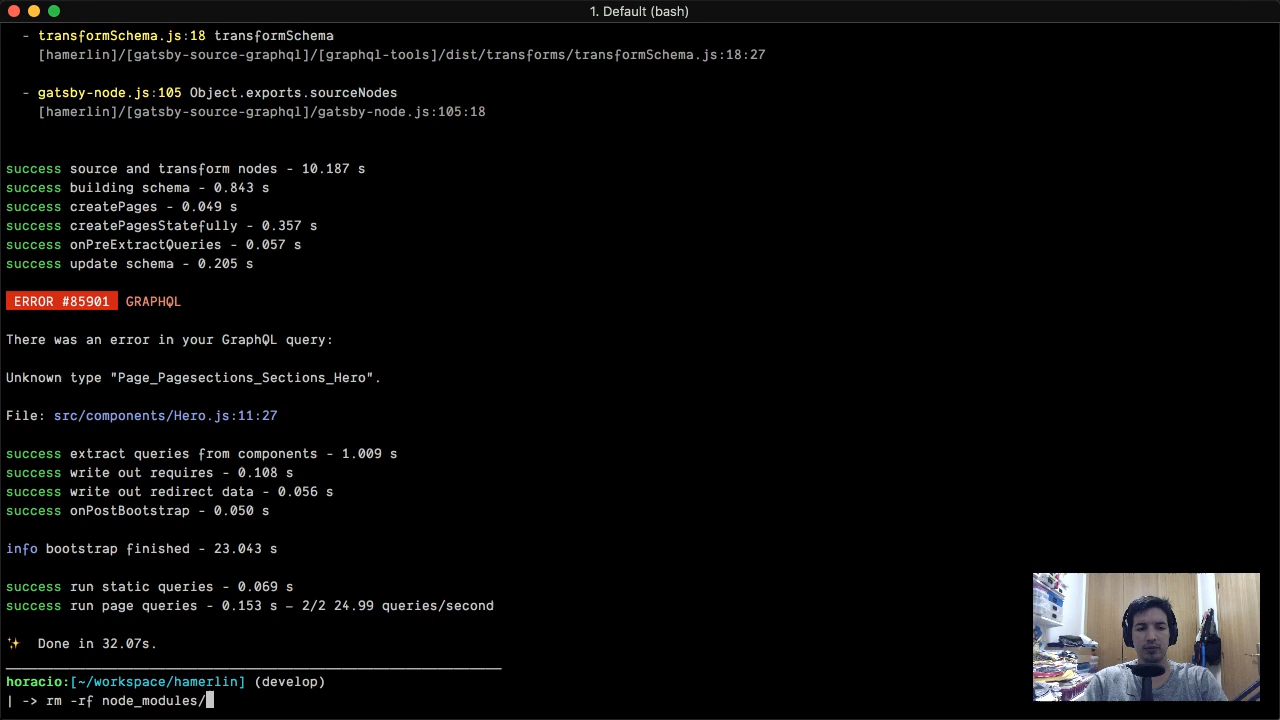 1. Default (bash)
- transformSchema.js:18 transformSchema
[hamerlin]/[gatsby-source-graphql]/[graphql-tools]/dist/transforms/transformSchema.js:18:27
- gatsby-node.js:105 Object.exports.sourceNodes
[hamerlin]/[gatsby-source-graphql]/gatsby-node.js:105:18
success source and transform nodes - 10.187 s
success building schema - 0.843 s
success createPages - 0.049 s
success createPagesStatefully - 0.357 s
success onPreExtractQueries - 0.057 s
success update schema - 0.205 s
ERROR #85901 GRAPHQL
There was an error in your GraphQL query:
Unknown type "Page_Pagesections_Sections_Hero".
File: src/components/Hero.js:11:27
success extract queries from components - 1.009 s
success write out requires - 0.108 s
success write out redirect data - 0.056 s
success onPostBootstrap - 0.050 s
info bootstrap finished - 23.043 s
success run static queries - 0.069 s
success run page queries - 0.153 s — 2/2 24.99 queries/second
✨ Done in 32.07s.
horacio:[~/workspace/hamerlin] (develop)
| -> rm -rf node_modules/